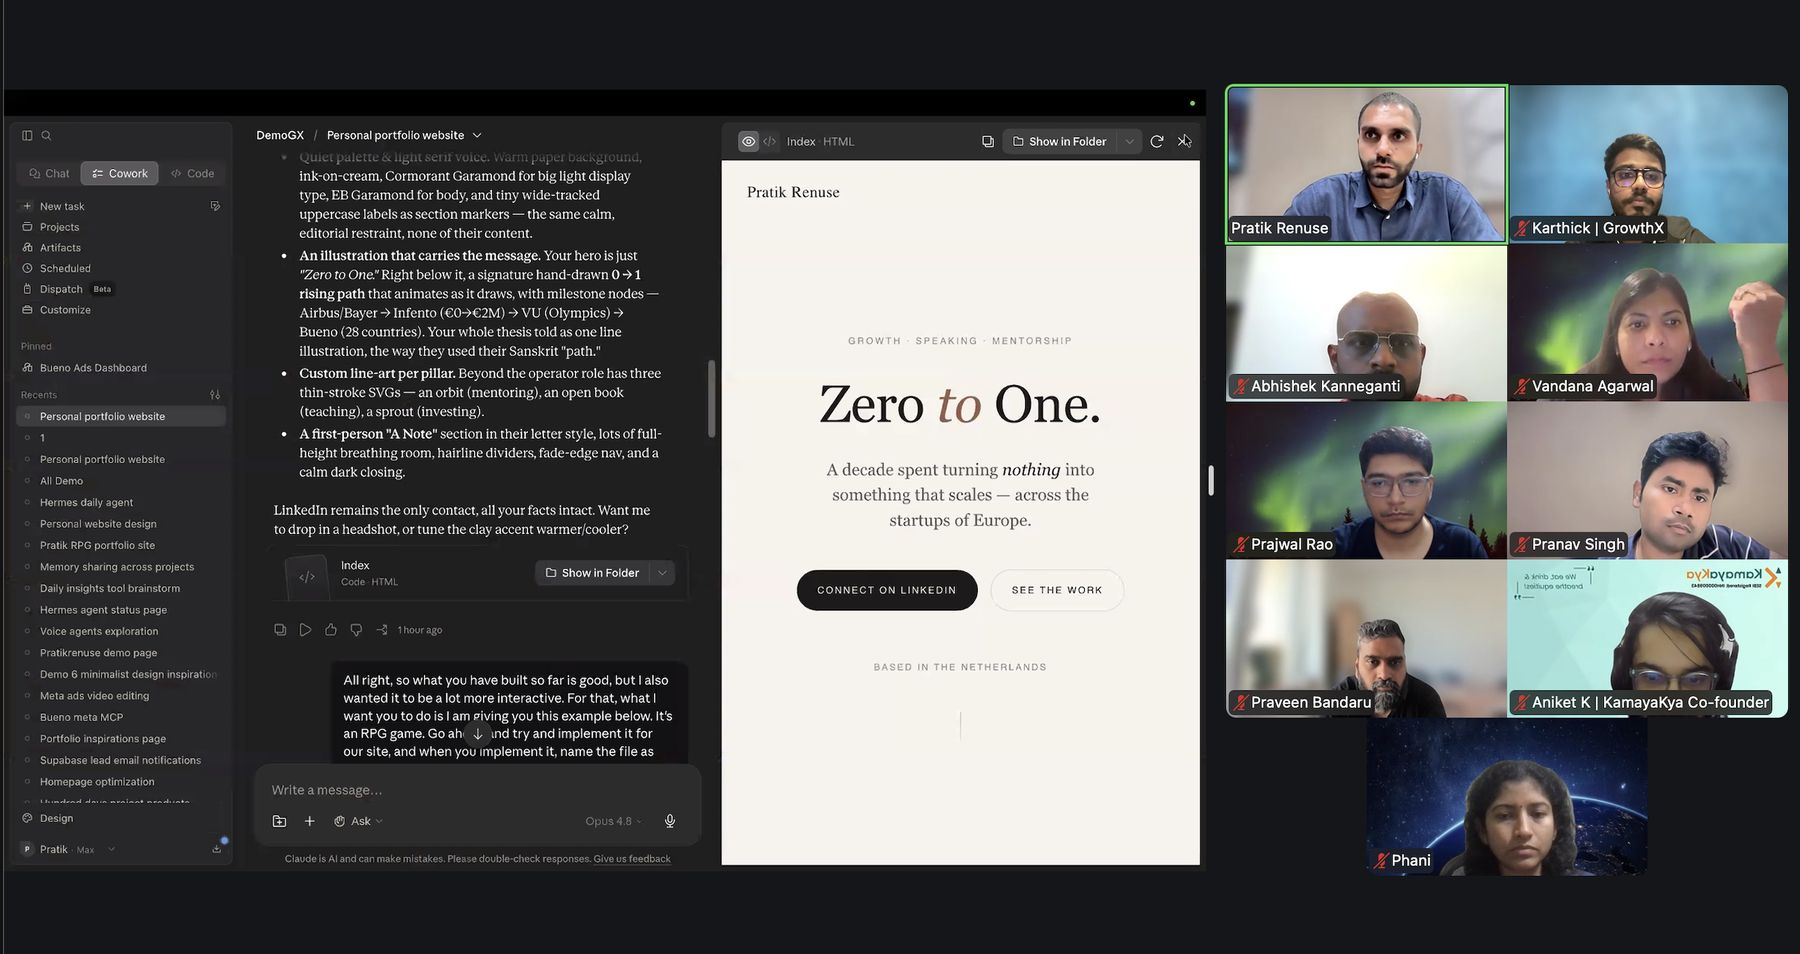 DemoGX / Personal portfolio website
Chat
Cowork
Code
New task
Projects
Artifacts
Scheduled
Dispatch Beta
Customize
Pinned
Bueno Ads Dashboard
Recents
Personal portfolio website
1
Personal portfolio website
All Demo
Hermes daily agent
Personal website design
Pratik RPG portfolio site
Memory sharing across projects
Daily insights tool brainstorm
Hermes agent status page
Voice agents exploration
Pratikrenuse demo page
Demo 6 minimalist design inspiration
Meta ads video editing
Bueno meta MCP
Portfolio inspirations page
Supabase lead email notifications
Homepage optimization
Hundred days project products
Design
P Pratik · Max
Quiet palette & light serif voice. Warm paper background,
ink-on-cream, Cormorant Garamond for big light display
type, EB Garamond for body, and tiny wide-tracked
uppercase labels as section markers — the same calm,
editorial restraint, none of their content.
• An illustration that carries the message. Your hero is just
"Zero to One." Right below it, a signature hand-drawn 0 → 1
rising path that animates as it draws, with milestone nodes —
Airbus/Bayer → Infento (€0→€2M) → VU (Olympics) →
Bueno (28 countries). Your whole thesis told as one line
illustration, the way they used their Sanskrit "path."
• Custom line-art per pillar. Beyond the operator role has three
thin-stroke SVGs — an orbit (mentoring), an open book
(teaching), a sprout (investing).
• A first-person "A Note" section in their letter style, lots of full-
height breathing room, hairline dividers, fade-edge nav, and a
calm dark closing.
LinkedIn remains the only contact, all your facts intact. Want me
to drop in a headshot, or tune the clay accent warmer/cooler?
Index
Code · HTML
Show in Folder
1 hour ago
All right, so what you have built so far is good, but I also
wanted it to be a lot more interactive. For that, what I
want you to do is I am giving you this example below. It's
an RPG game. Go and try and implement it for
our site, and when you implement it, name the file as
Write a message...
Ask
Opus 4.8
Claude is AI and can make mistakes. Please double-check responses. Give us feedback
Index · HTML
Show in Folder
Pratik Renuse
GROWTH · SPEAKING · MENTORSHIP
Zero to One.
A decade spent turning nothing into
something that scales — across the
startups of Europe.
CONNECT ON LINKEDIN
SEE THE WORK
BASED IN THE NETHERLANDS
Pratik Renuse
Karthick | GrowthX
Abhishek Kanneganti
Vandana Agarwal
Prajwal Rao
Pranav Singh
Praveen Bandaru
We eat, drink &
breathe equities!
KamayaKya
Aniket K | KamayaKya Co-founder
Phani